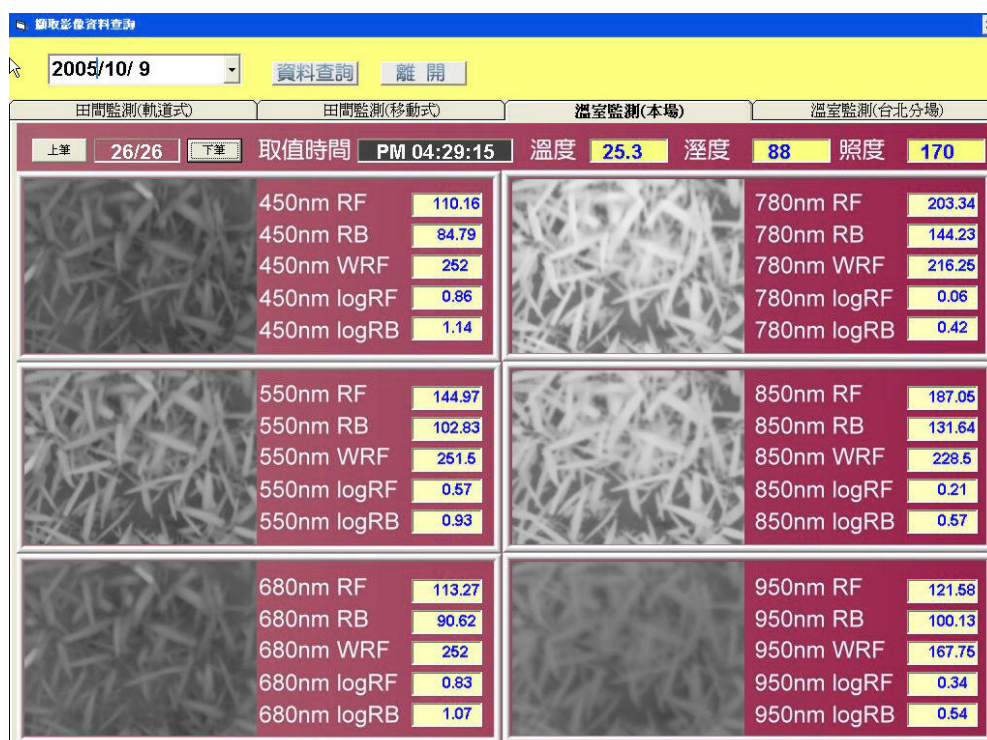 擷取影像資料查詢
2005/10/ 9 資料查詢 離 開
田間監測(軌道式) 田間監測(移動式) 溫室監測(本場) 溫室監測(台北分場)
上筆 26/26 下筆 取值時間 PM 04:29:15 溫度 25.3 溼度 88 照度 170
450nm RF 110.16
450nm RB 84.79
450nm WRF 252
450nm logRF 0.86
450nm logRB 1.14
780nm RF 203.34
780nm RB 144.23
780nm WRF 216.25
780nm logRF 0.06
780nm logRB 0.42
550nm RF 144.97
550nm RB 102.83
550nm WRF 251.5
550nm logRF 0.57
550nm logRB 0.93
850nm RF 187.05
850nm RB 131.64
850nm WRF 228.5
850nm logRF 0.21
850nm logRB 0.57
680nm RF 113.27
680nm RB 90.62
680nm WRF 252
680nm logRF 0.83
680nm logRB 1.07
950nm RF 121.58
950nm RB 100.13
950nm WRF 167.75
950nm logRF 0.34
950nm logRB 0.54